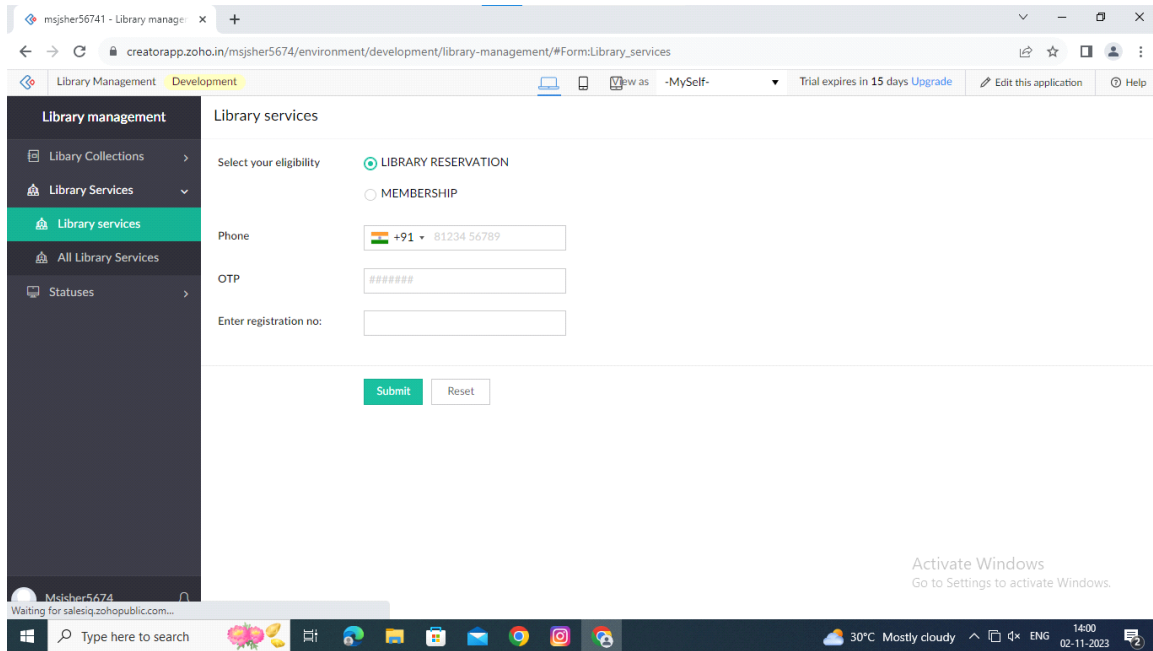 msjsher56741 - Library manager
creatorapp.zoho.in/msjsher5674/environment/development/library-management/#Form:Library_services
Library Management Development View as -MySelf- Trial expires in 15 days Upgrade Edit this application Help
Library management
Library services
Libary Collections
Library Services
Library services
All Library Services
Statuses
Select your eligibility
LIBRARY RESERVATION
MEMBERSHIP
Phone +91 81234 56789
OTP #######
Enter registration no:
Submit Reset
Activate Windows
Go to Settings to activate Windows.
Msjsher5674
Waiting for salesiq.zohopublic.com...
Type here to search
30°C Mostly cloudy ENG 14:00
02-11-2023
2